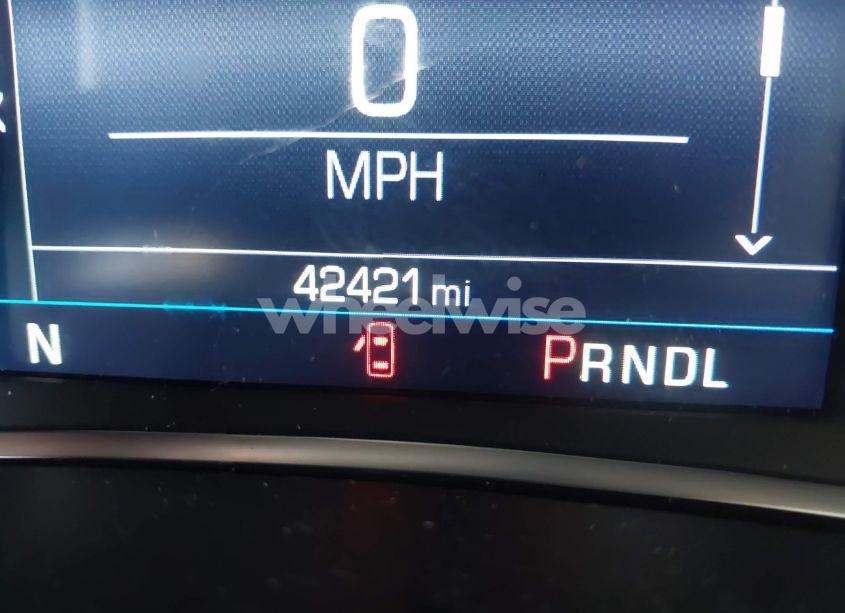 0
MPH
42421 mi
wheelwise
N PRNDL